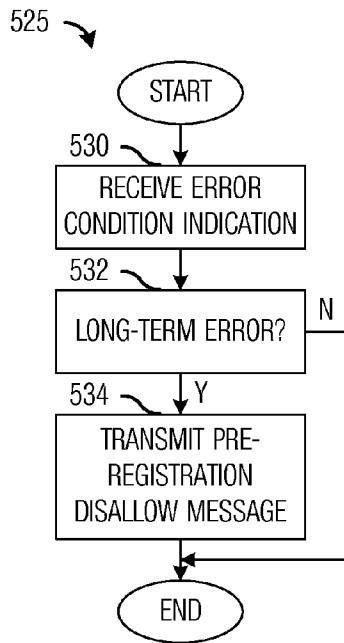 525
START
530
RECEIVE ERROR
CONDITION INDICATION
532
LONG-TERM ERROR?
N
534
Y
TRANSMIT PRE-
REGISTRATION
DISALLOW MESSAGE
END